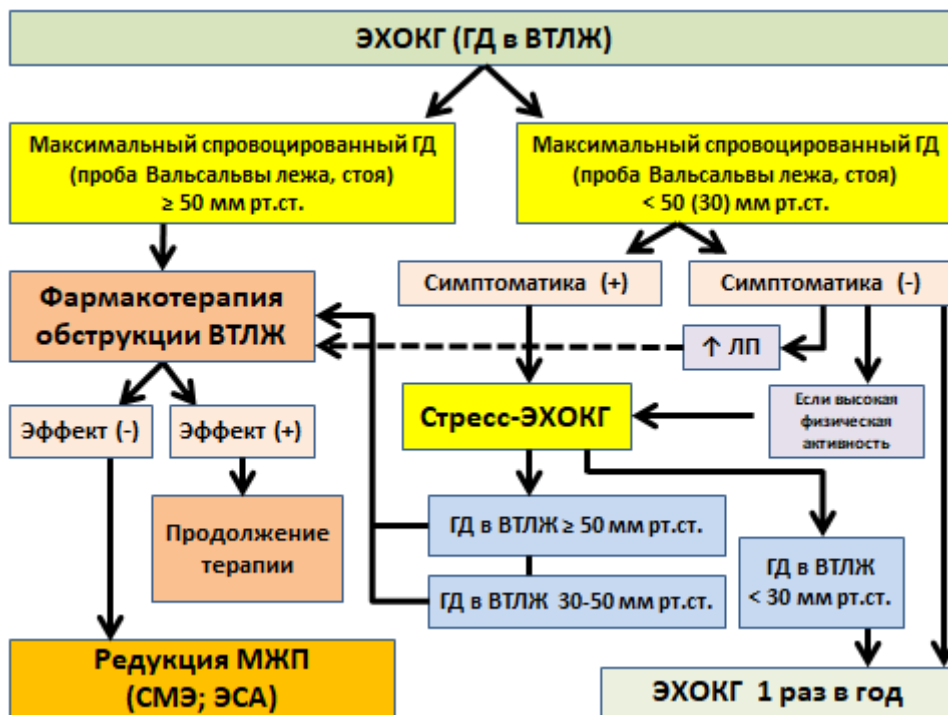 ЭХОКГ (ГД в ВТЛЖ)
Максимальный спровоцированный ГД
(проба Вальсальвы лежа, стоя)
≥ 50 мм рт.ст.
Максимальный спровоцированный ГД
(проба Вальсальвы лежа, стоя)
< 50 (30) мм рт.ст.
Фармакотерапия
обструкции ВТЛЖ
Симптоматика (+)
Симптоматика (-)
↑ ЛП
Эффект (-)
Эффект (+)
Стресс-ЭХОКГ
Если высокая
физическая
активность
Продолжение
терапии
ГД в ВТЛЖ ≥ 50 мм рт.ст.
ГД в ВТЛЖ 30-50 мм рт.ст.
ГД в ВТЛЖ
< 30 мм рт.ст.
Редукция МЖП
(СМЭ; ЭСА)
ЭХОКГ 1 раз в год